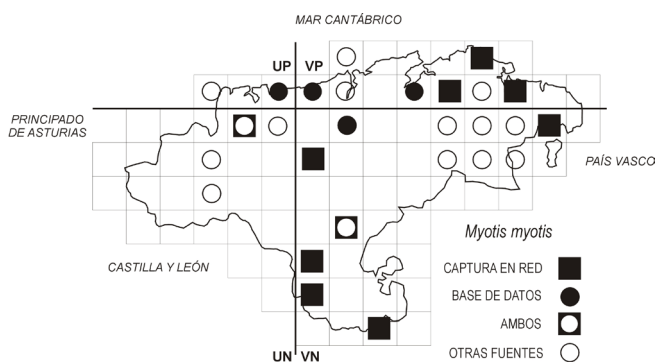 MAR CANTÁBRICO
UP VP
PRINCIPADO
DE ASTURIAS
PAÍS VASCO
CASTILLA Y LEÓN
Myotis myotis
CAPTURA EN RED
BASE DE DATOS
AMBOS
OTRAS FUENTES
UN VN